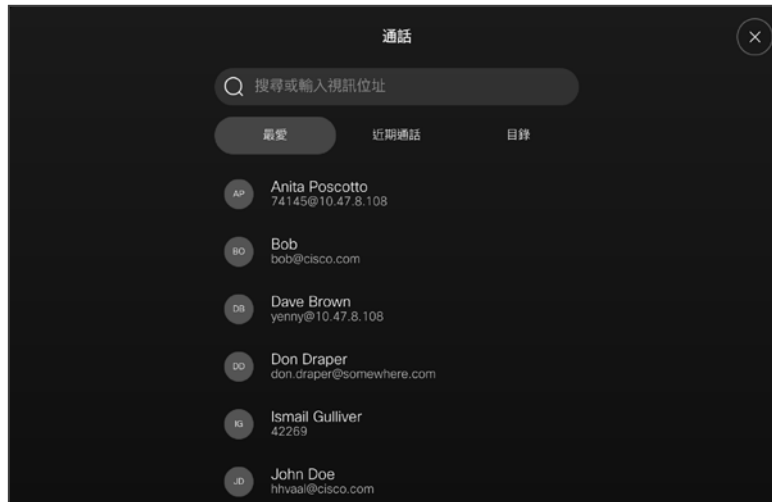 通話
搜尋或輸入視訊位址
最愛 近期通話 目錄
AP
Anita Poscotto
74145@10.47.8.108
BO
Bob
bob@cisco.com
DB
Dave Brown
yenny@10.47.8.108
DD
Don Draper
don.draper@somewhere.com
IG
Ismail Gulliver
42269
JD
John Doe
hhvaal@cisco.com